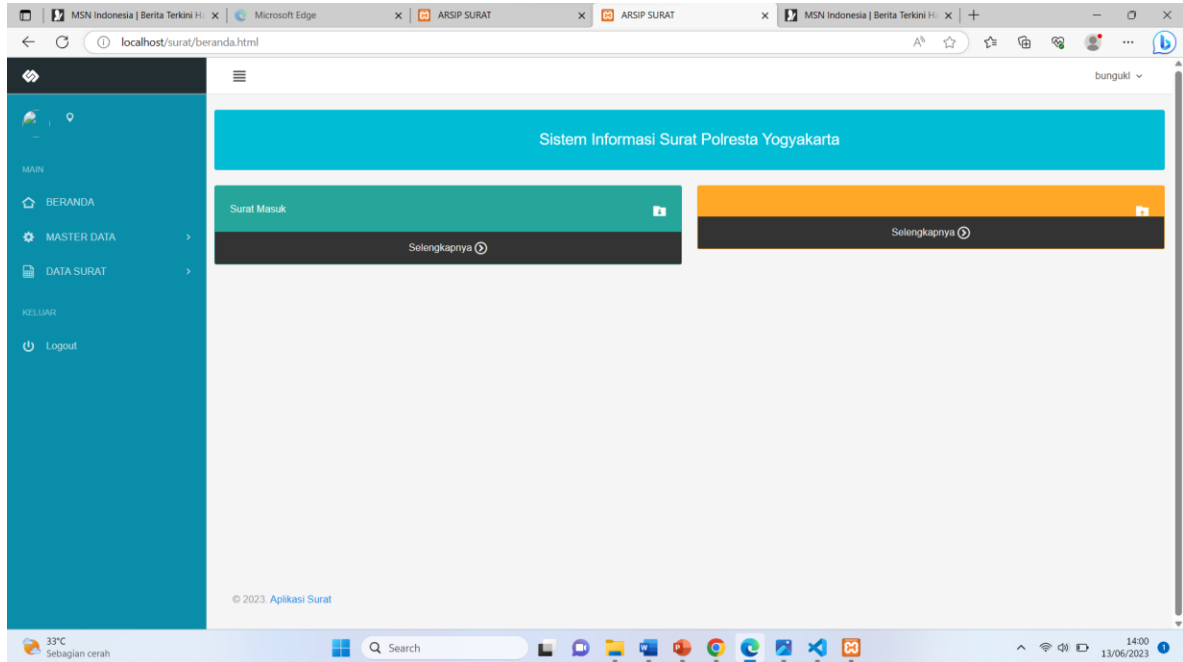 MSN Indonesia | Berita Terkini H
Microsoft Edge
ARSIP SURAT
ARSIP SURAT
MSN Indonesia | Berita Terkini H
localhost/surat/beranda.html
bungukl
Sistem Informasi Surat Polresta Yogyakarta
MAIN
BERANDA
MASTER DATA
DATA SURAT
KELUAR
Logout
Surat Masuk
Selengkapnya
Selengkapnya
© 2023. Aplikasi Surat
33°C
Sebagian cerah
Search
14:00
13/06/2023
1